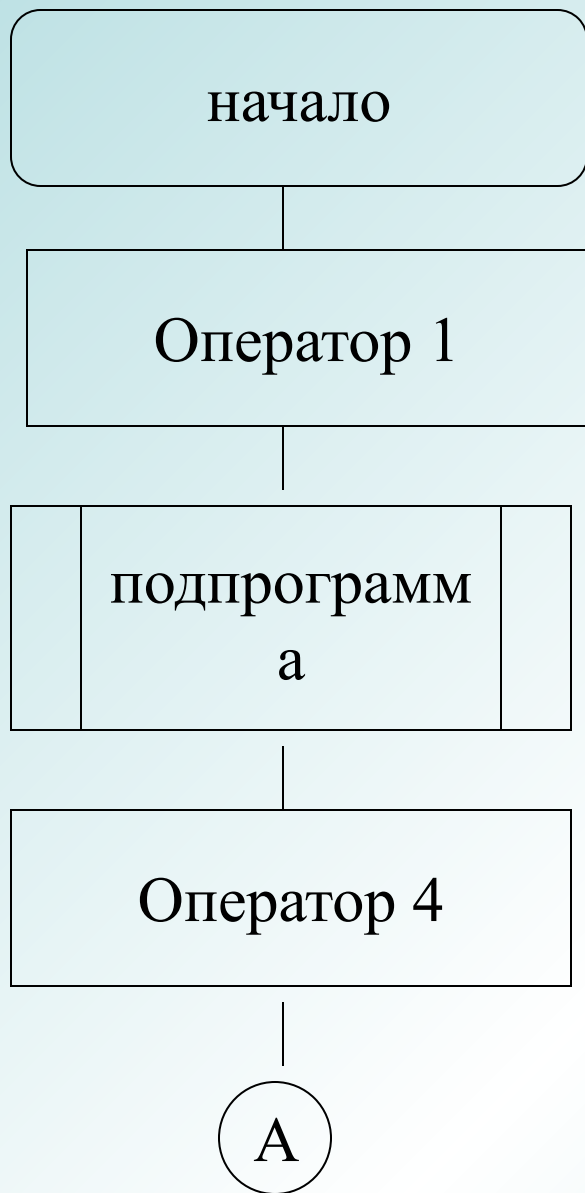 начало
Оператор 1
подпрограмм
а
Оператор 4
А